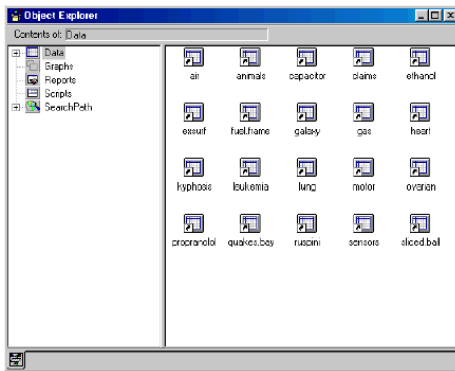 Object Explorer
Contents of: Data
Data
Graphs
Reports
Scripts
SearchPath
air animals capacitor claims ethanol
exsurf fuel.frame galaxy gas heart
kyphosis leukemia lung motor ovarian
propranolol quakes.bay ruspini sensors sliced.ball